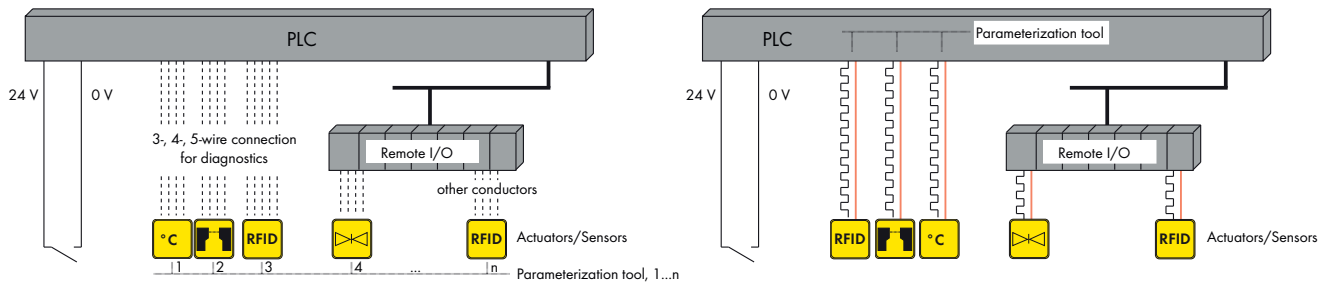 PLC
24 V
0 V
3-, 4-, 5-wire connection
for diagnostics
Remote I/O
other conductors
°C
RFID
RFID
Actuators/Sensors
1
2
3
4
...
n
Parameterization tool, 1...n
PLC
Parameterization tool
24 V
0 V
Remote I/O
RFID
°C
RFID
Actuators/Sensors